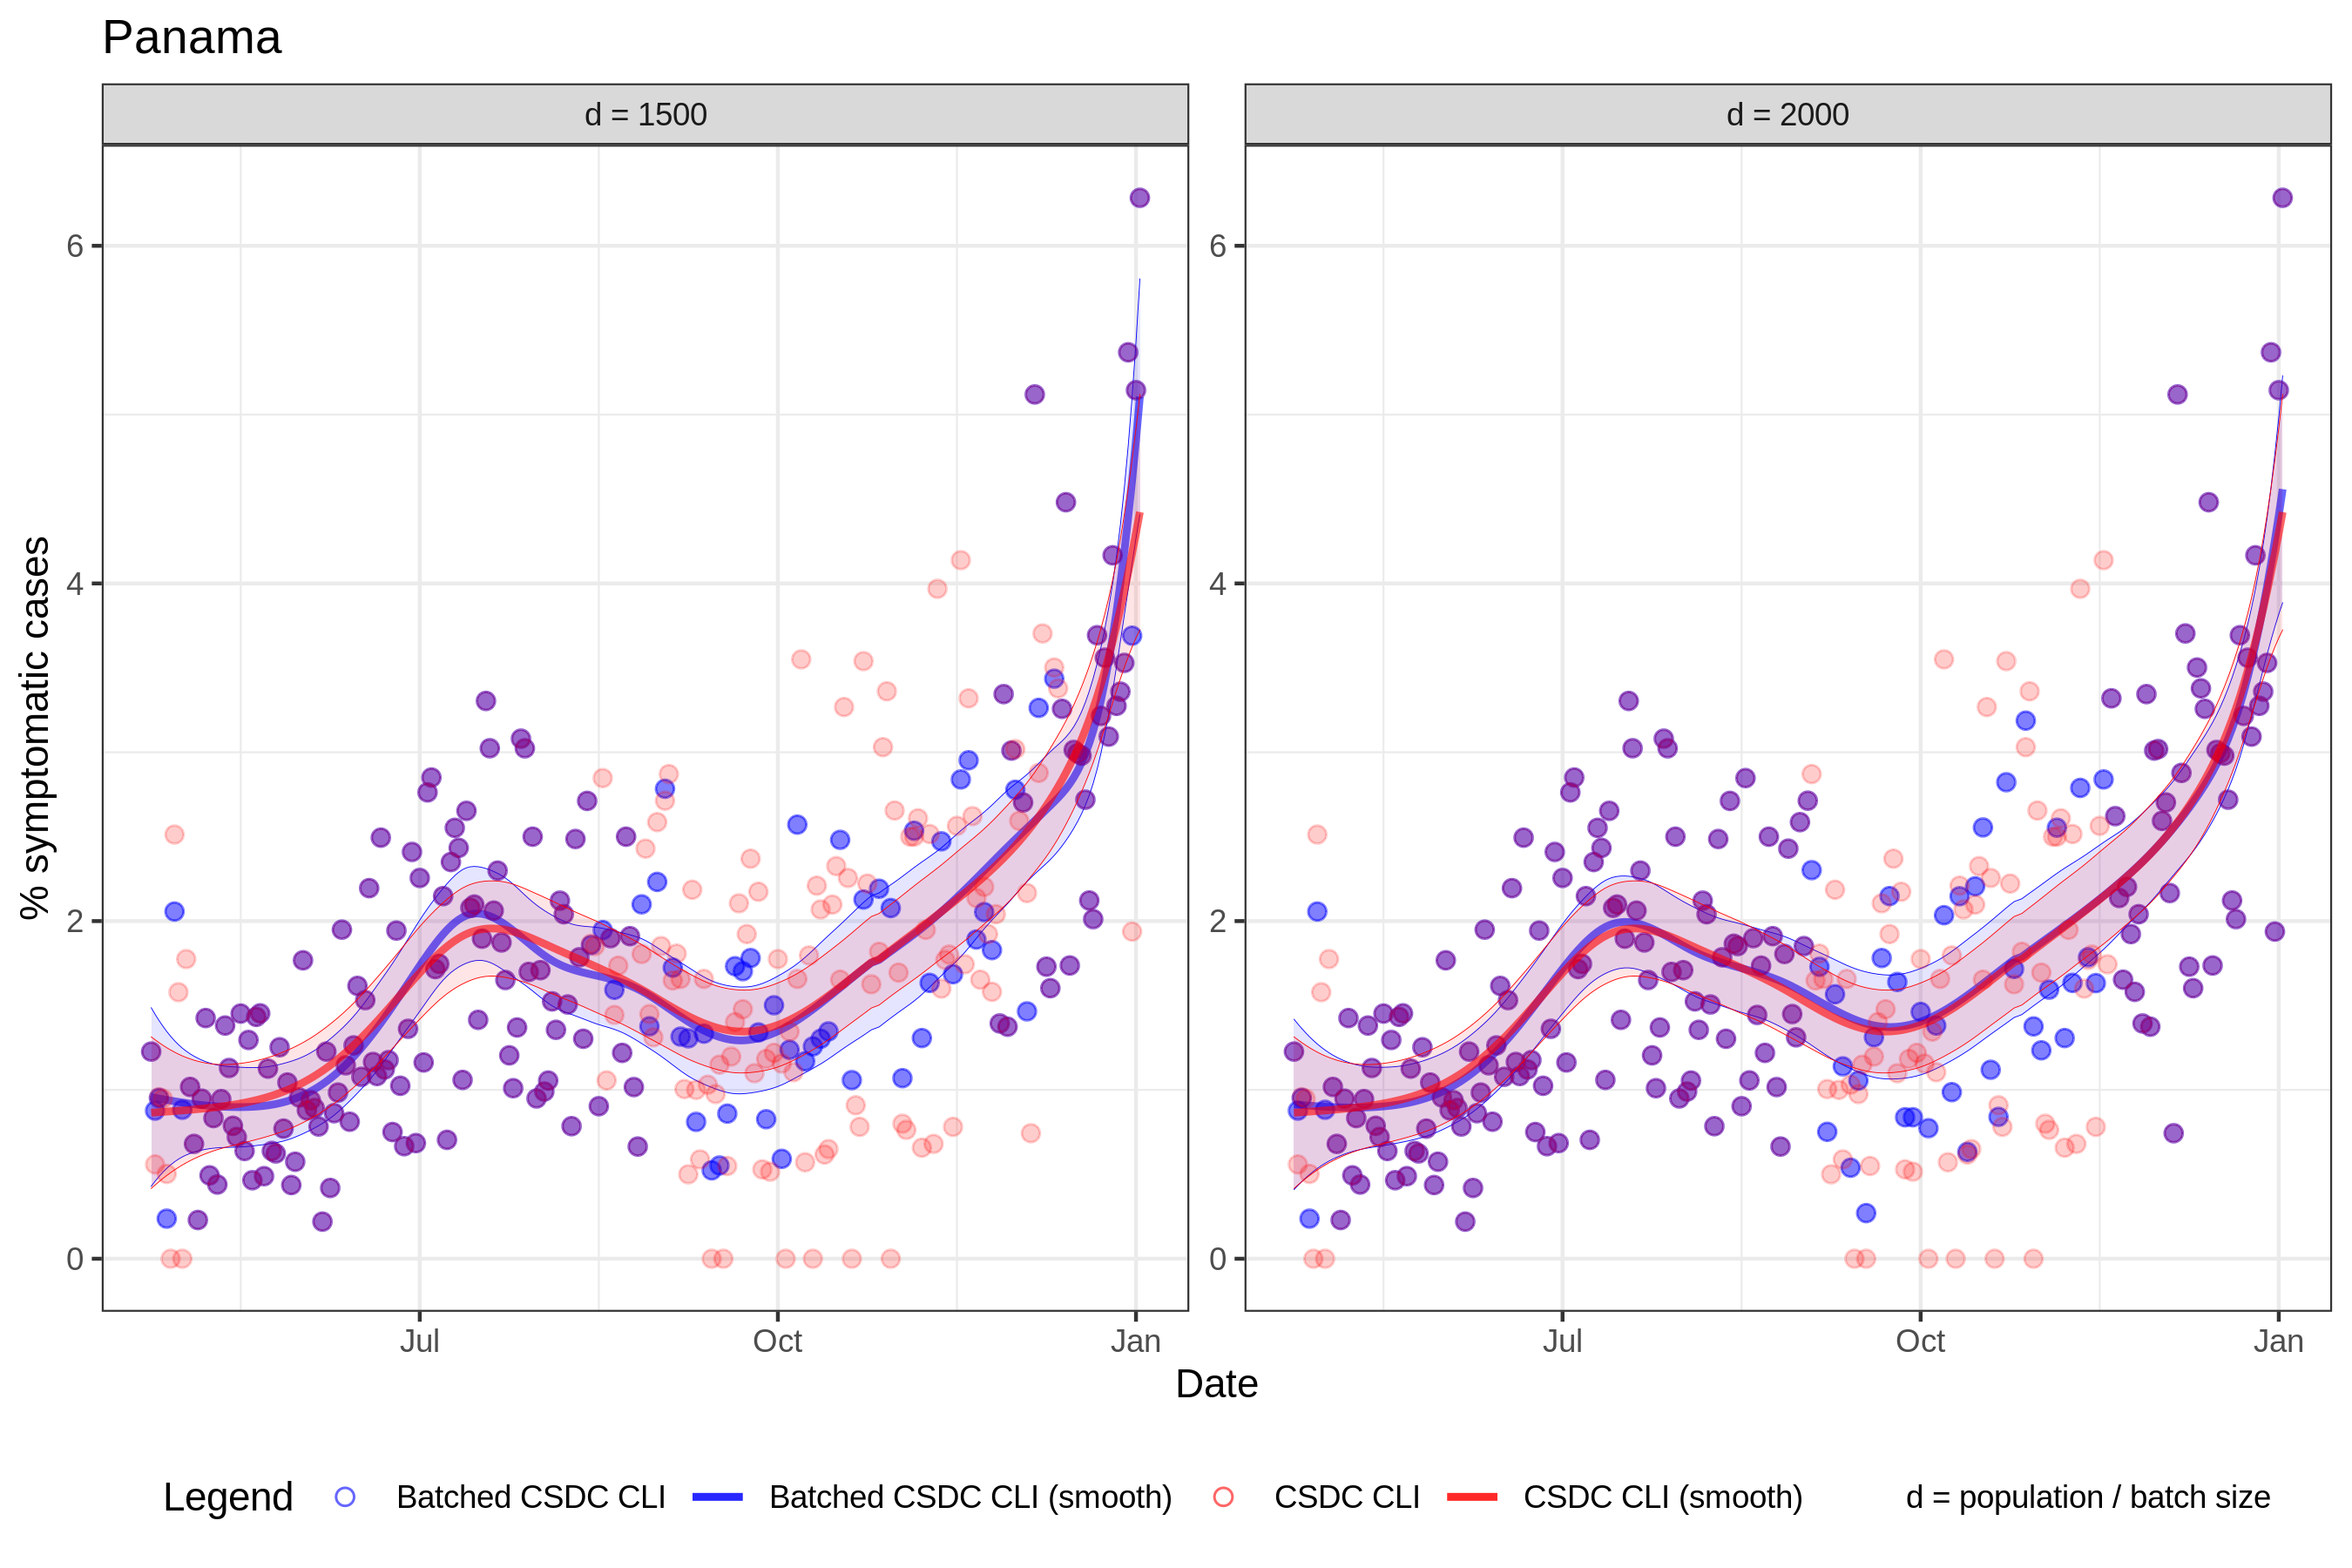 Panama
d = 1500
d = 2000
% symptomatic cases
6
4
2
0
6
4
2
0
Jul
Oct
Jan
Jul
Oct
Jan
Date
Legend
Batched CSDC CLI
Batched CSDC CLI (smooth)
CSDC CLI
CSDC CLI (smooth)
d = population / batch size